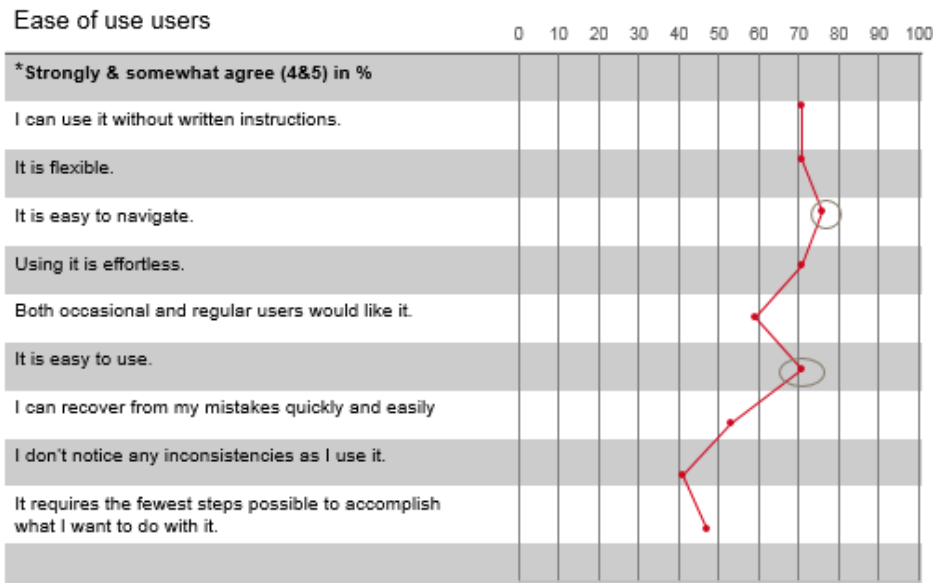 Ease of use users
0 10 20 30 40 50 60 70 80 90 100
*Strongly & somewhat agree (4&5) in %
I can use it without written instructions.
It is flexible.
It is easy to navigate.
Using it is effortless.
Both occasional and regular users would like it.
It is easy to use.
I can recover from my mistakes quickly and easily
I don't notice any inconsistencies as I use it.
It requires the fewest steps possible to accomplish
what I want to do with it.